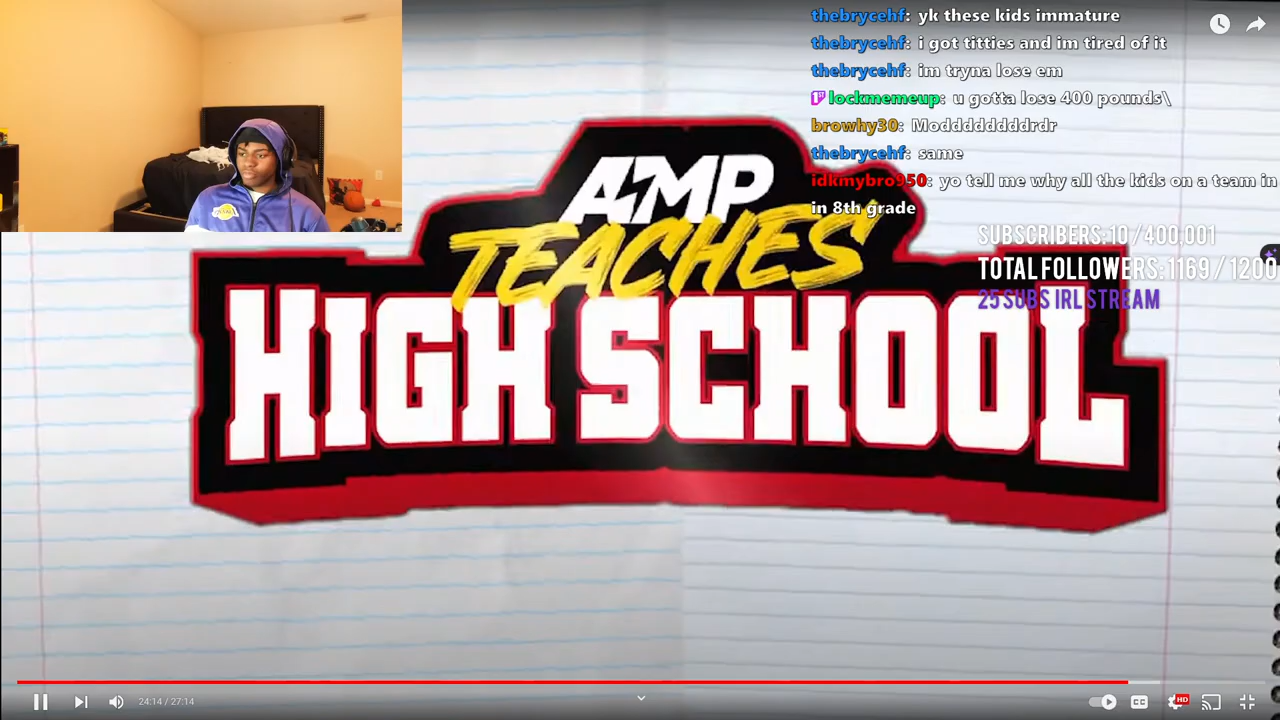 thebrycehf: yk these kids immature
thebrycehf: i got titties and im tired of it
thebrycehf: im tryna lose em
lockmemeup: u gotta lose 400 pounds\
browhy30: Moddddddddrdr
thebrycehf: same
idkmybro950: yo tell me why all the kids on a team in
in 8th grade
SUBSCRIBERS: 10 / 400,001
TOTAL FOLLOWERS: 1169 / 1200
25 SUBS IRL STREAM
AMP
TEACHES
HIGH SCHOOL
24:14 / 27:14
CC
HD